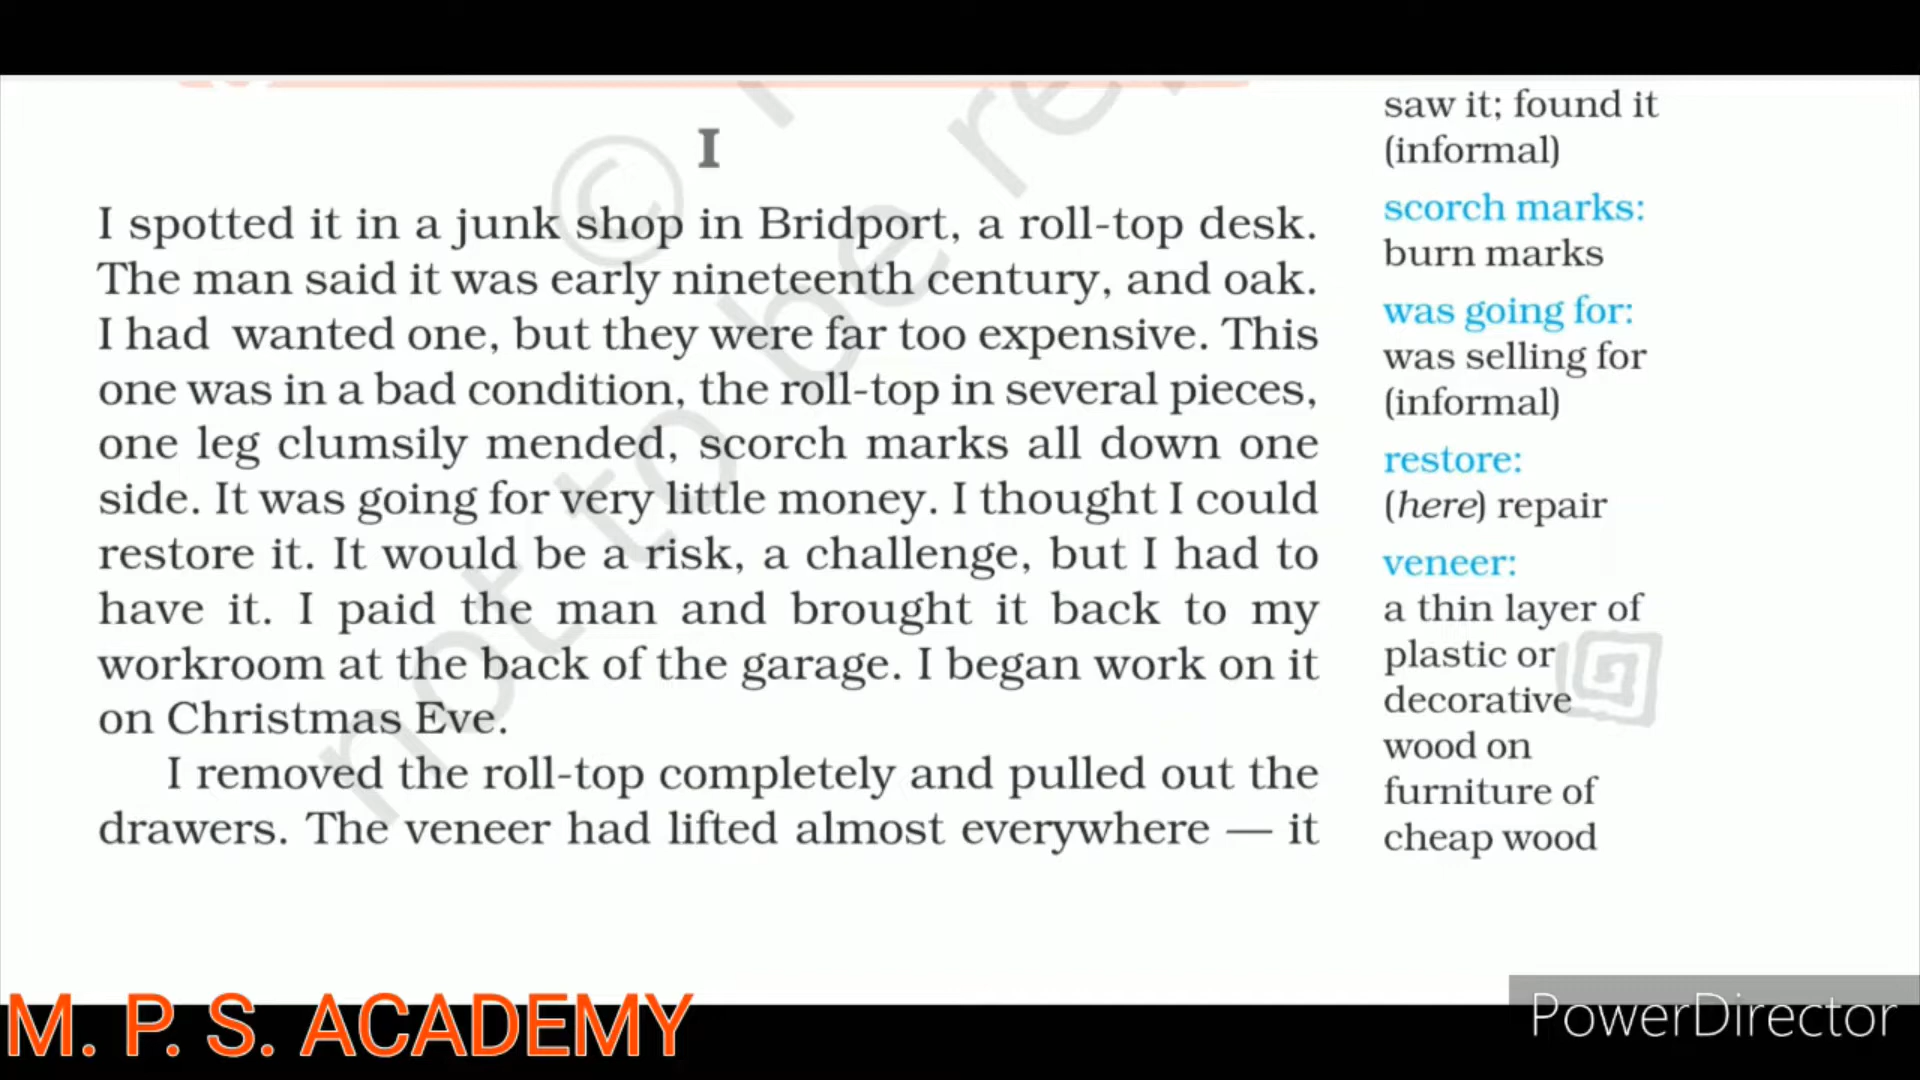 I
I spotted it in a junk shop in Bridport, a roll-top desk.
The man said it was early nineteenth century, and oak.
I had wanted one, but they were far too expensive. This
one was in a bad condition, the roll-top in several pieces,
one leg clumsily mended, scorch marks all down one
side. It was going for very little money. I thought I could
restore it. It would be a risk, a challenge, but I had to
have it. I paid the man and brought it back to my
workroom at the back of the garage. I began work on it
on Christmas Eve.
I removed the roll-top completely and pulled out the
drawers. The veneer had lifted almost everywhere — it
saw it; found it
(informal)
scorch marks:
burn marks
was going for:
was selling for
(informal)
restore:
(here) repair
veneer:
a thin layer of
plastic or
decorative
wood on
furniture of
cheap wood
©
not to be re
M. P. S. ACADEMY
PowerDirector